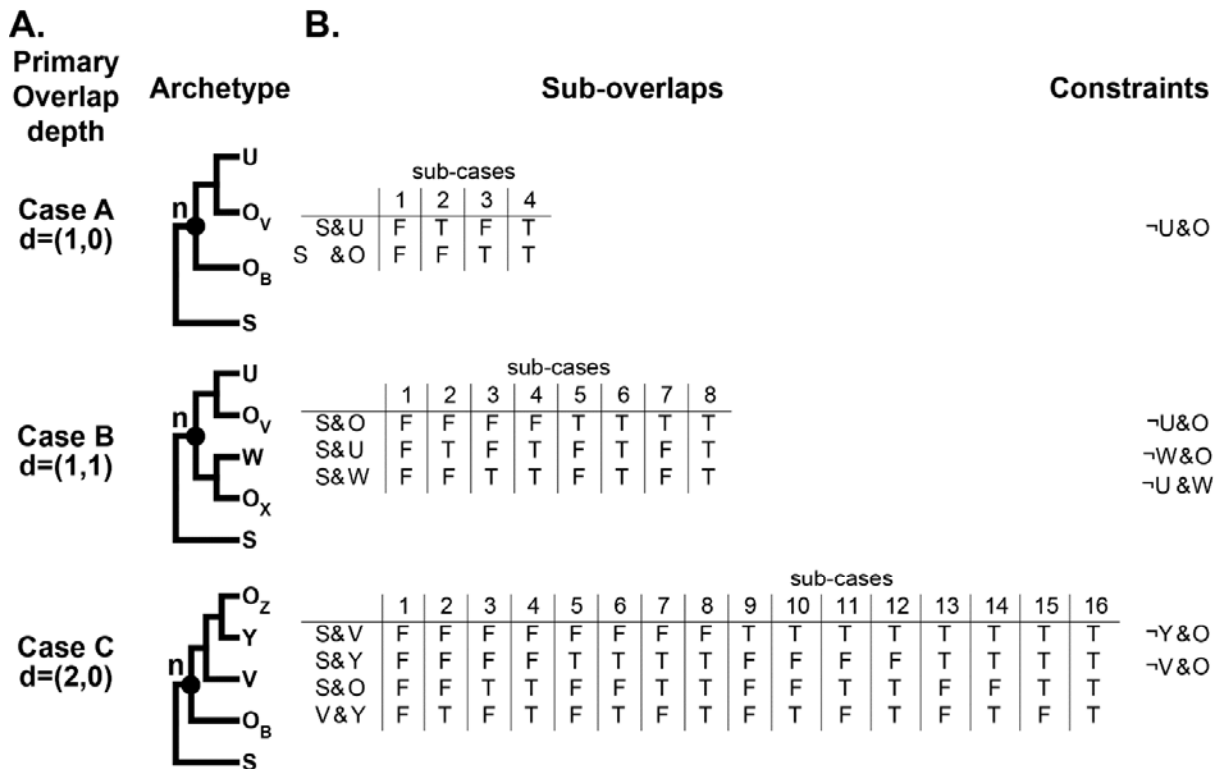 A.
B.
Primary
Overlap
depth
Archetype
Sub-overlaps
Constraints
Case A
d=(1,0)
n
U
O_V
O_B
S
sub-cases
1 2 3 4
S&U F T F T
S &O F F T T
¬U&O
Case B
d=(1,1)
n
U
O_V
W
O_X
S
sub-cases
1 2 3 4 5 6 7 8
S&O F F F F T T T T
S&U F T F T F T F T
S&W F F T T F T F T
¬U&O
¬W&O
¬U&W
Case C
d=(2,0)
n
O_Z
Y
V
O_B
S
sub-cases
1 2 3 4 5 6 7 8 9 10 11 12 13 14 15 16
S&V F F F F F F F F T T T T T T T T
S&Y F F F F T T T T F F F F T T T T
S&O F F T T F F T T F F T T F F T T
V&Y F T F T F T F T F T F T F T F T
¬Y&O
¬V&O